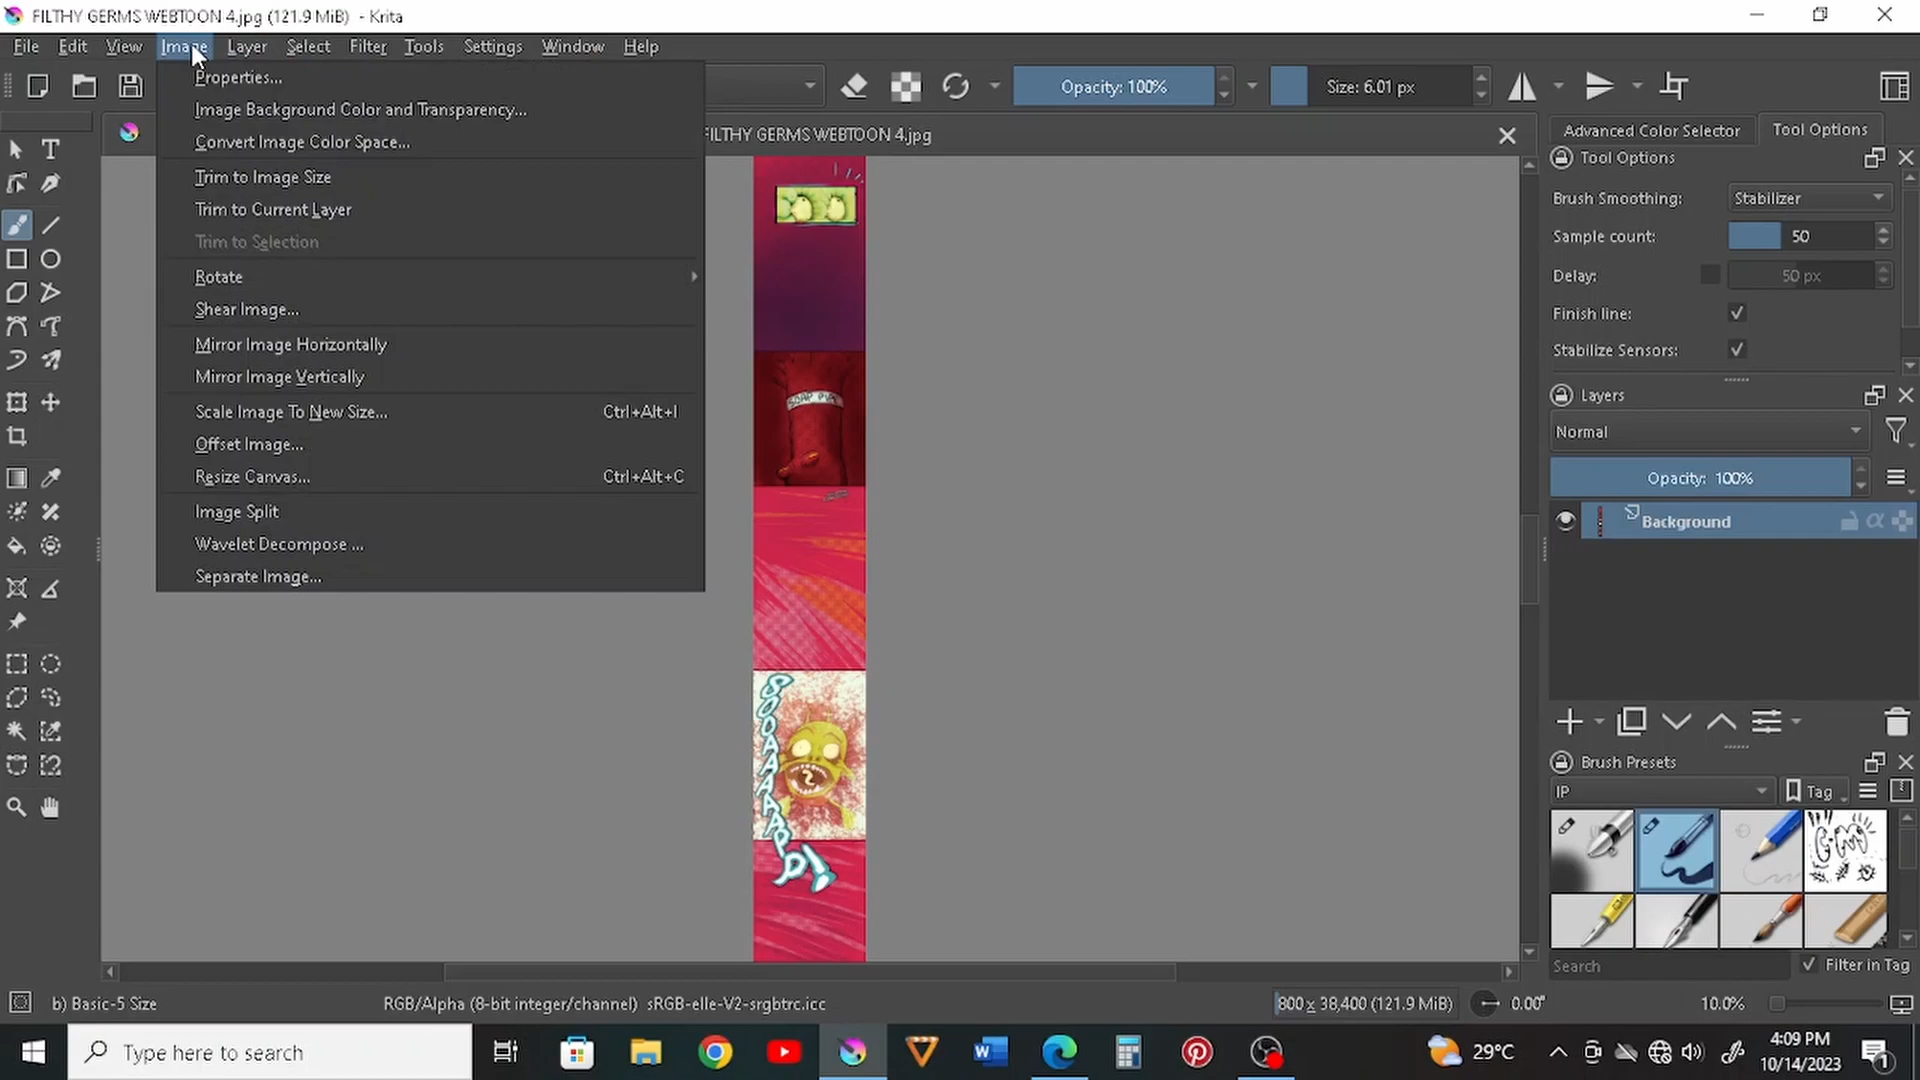 FILTHY GERMS WEBTOON 4.jpg (121.9 MiB) - Krita
File Edit View Image Layer Select Filter Tools Settings Window Help
Opacity: 100%
Size: 6.01 px
FILTHY GERMS WEBTOON 4.jpg
Properties...
Image Background Color and Transparency...
Convert Image Color Space...
Trim to Image Size
Trim to Current Layer
Trim to Selection
Rotate
Shear Image...
Mirror Image Horizontally
Mirror Image Vertically
Scale Image To New Size... Ctrl+Alt+I
Offset Image...
Resize Canvas... Ctrl+Alt+C
Image Split
Wavelet Decompose ...
Separate Image...
SOAP
Advanced Color Selector Tool Options
Tool Options
Brush Smoothing: Stabilizer
Sample count: 50
Delay: 50 px
Finish line:
Stabilize Sensors:
Layers
Normal
Opacity: 100%
Background
Brush Presets
IP
Tag
Search
Filter in Tag
b) Basic-5 Size
RGB/Alpha (8-bit integer/channel) sRGB-elle-V2-srgbtrc.icc
800 x 38,400 (121.9 MiB)
0.00°
10.0%
Type here to search
29°C
4:09 PM
10/14/2023
1